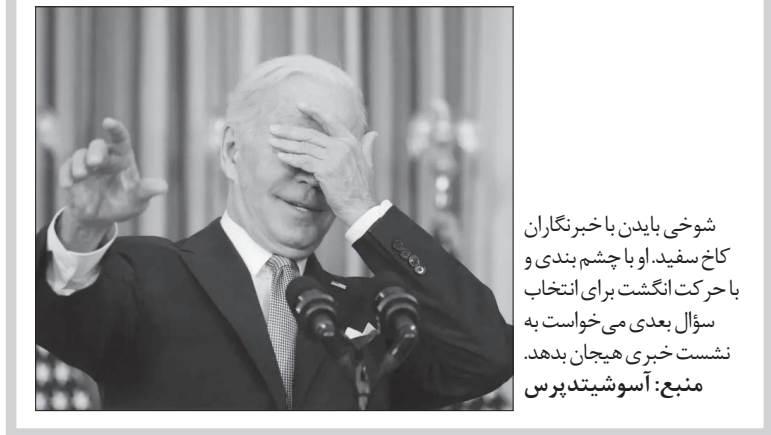 شوخی بایدن با خبرنگاران
کاخ سفید. او با چشم بندی و
با حرکت انگشت برای انتخاب
سؤال بعدی می‌خواست به
نشست خبری هیجان بدهد.
منبع: آسوشیتدپرس